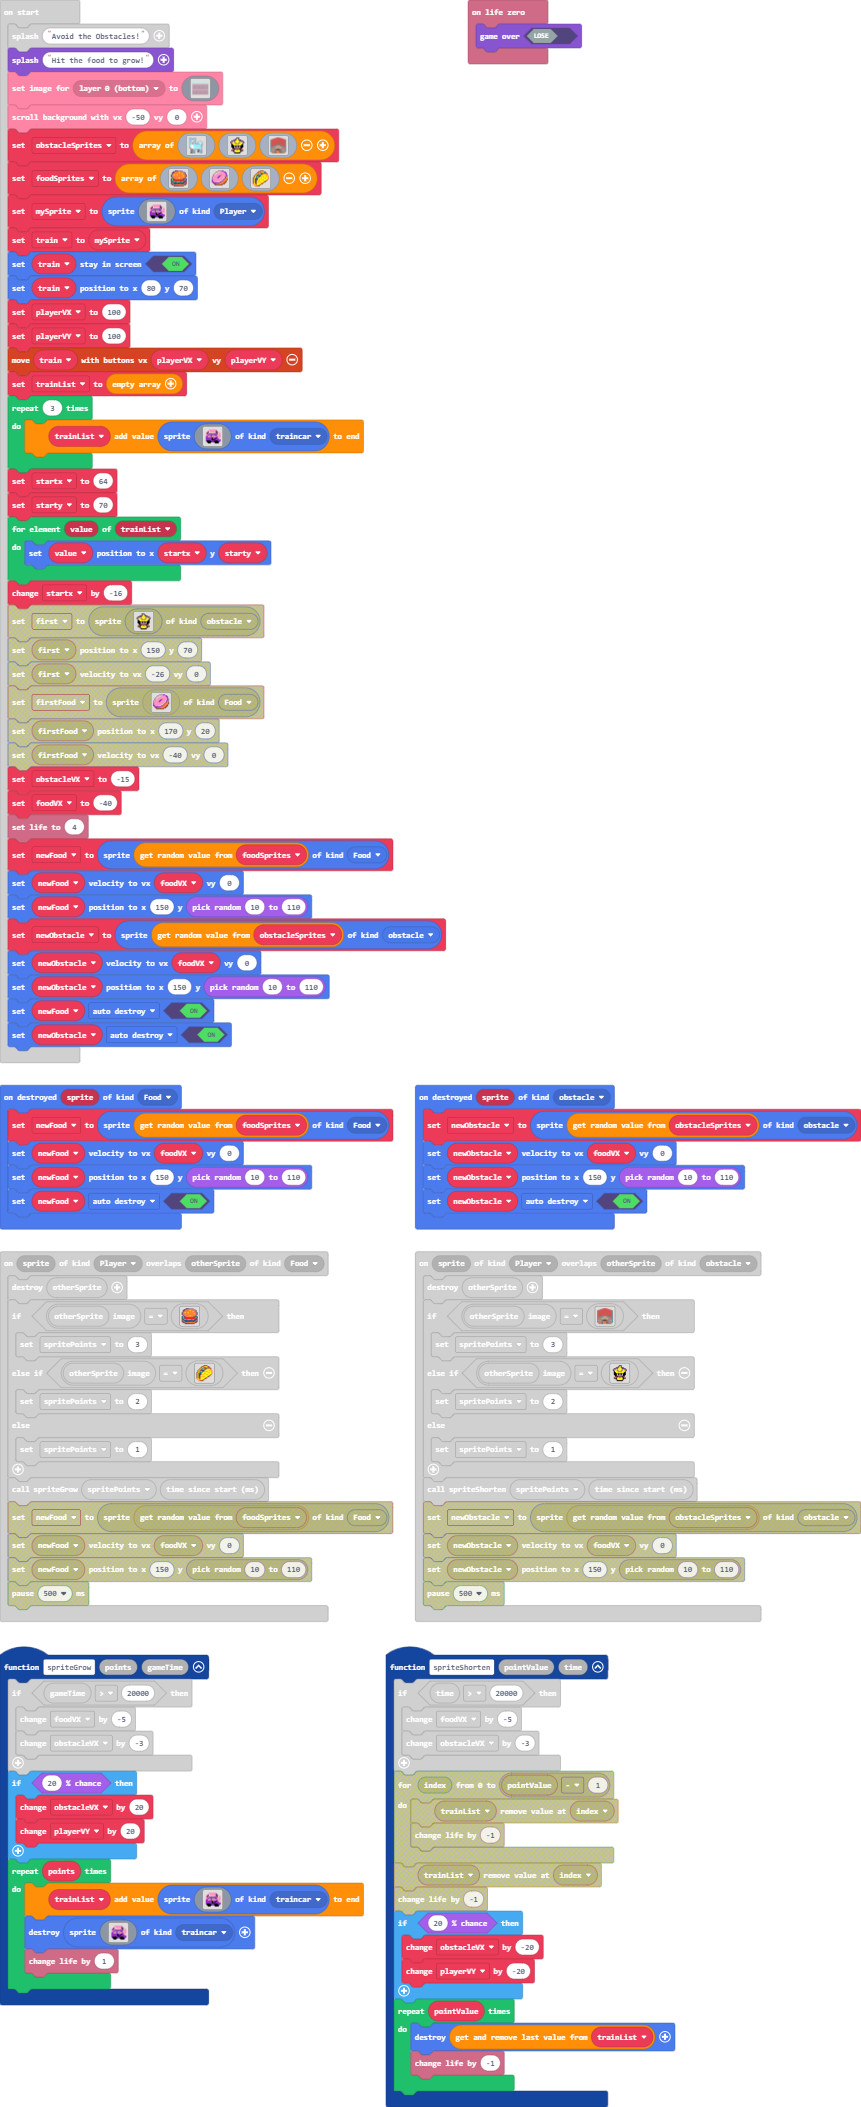 on start
splash "Avoid the Obstacles!"
splash "Hit the food to grow!"
set image for layer 0 (bottom) to
scroll background with vx -50 vy 0
set obstacleSprites to array of
set foodSprites to array of
set mySprite to sprite of kind Player
set train to mySprite
set train stay in screen ON
set train position to x 80 y 70
set playerVX to 100
set playerVY to 100
move train with buttons vx playerVX vy playerVY
set trainList to empty array
repeat 3 times
do trainList add value sprite of kind traincar to end
set startx to 64
set starty to 70
for element value of trainList
do set value position to x startx y starty
change startx by -16
set first to sprite of kind obstacle
set first position to x 150 y 70
set first velocity to vx -26 vy 0
set firstFood to sprite of kind Food
set firstFood position to x 170 y 20
set firstFood velocity to vx -40 vy 0
set obstacleVX to -15
set foodVX to -40
set life to 4
set newFood to sprite get random value from foodSprites of kind Food
set newFood velocity to vx foodVX vy 0
set newFood position to x 150 y pick random 10 to 110
set newObstacle to sprite get random value from obstacleSprites of kind obstacle
set newObstacle velocity to vx foodVX vy 0
set newObstacle position to x 150 y pick random 10 to 110
set newFood auto destroy ON
set newObstacle auto destroy ON
on life zero
game over LOSE
on destroyed sprite of kind Food
set newFood to sprite get random value from foodSprites of kind Food
set newFood velocity to vx foodVX vy 0
set newFood position to x 150 y pick random 10 to 110
set newFood auto destroy ON
on destroyed sprite of kind obstacle
set newObstacle to sprite get random value from obstacleSprites of kind obstacle
set newObstacle velocity to vx foodVX vy 0
set newObstacle position to x 150 y pick random 10 to 110
set newObstacle auto destroy ON
on sprite of kind Player overlaps otherSprite of kind Food
destroy otherSprite
if otherSprite image = then
set spritePoints to 3
else if otherSprite image = then
set spritePoints to 2
else
set spritePoints to 1
call spriteGrow spritePoints time since start (ms)
set newFood to sprite get random value from foodSprites of kind Food
set newFood velocity to vx foodVX vy 0
set newFood position to x 150 y pick random 10 to 110
pause 500 ms
on sprite of kind Player overlaps otherSprite of kind obstacle
destroy otherSprite
if otherSprite image = then
set spritePoints to 3
else if otherSprite image = then
set spritePoints to 2
else
set spritePoints to 1
call spriteShorten spritePoints time since start (ms)
set newObstacle to sprite get random value from obstacleSprites of kind obstacle
set newObstacle velocity to vx foodVX vy 0
set newObstacle position to x 150 y pick random 10 to 110
pause 500 ms
function spriteGrow points gameTime
if gameTime > 20000 then
change foodVX by -5
change obstacleVX by -3
if 20 % chance then
change obstacleVX by 20
change playerVY by 20
repeat points times
do trainList add value sprite of kind traincar to end
destroy sprite of kind traincar
change life by 1
function spriteShorten pointValue time
if time > 20000 then
change foodVX by -5
change obstacleVX by -3
for index from 0 to pointValue - 1
do trainList remove value at index
change life by -1
trainList remove value at index
change life by -1
if 20 % chance then
change obstacleVX by -20
change playerVY by -20
repeat pointValue times
do destroy get and remove last value from trainList
change life by -1